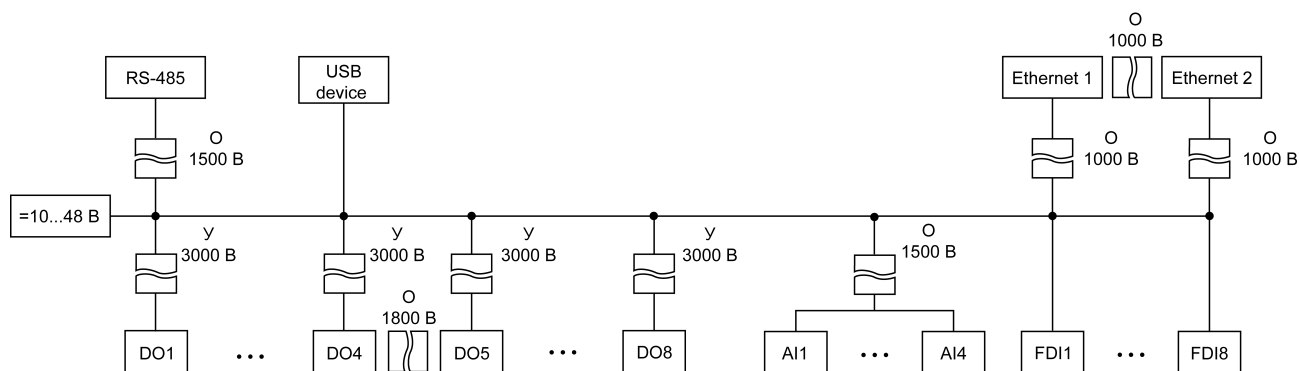 О
1000 В
RS-485
USB
device
Ethernet 1
Ethernet 2
О
1500 В
О
1000 В
О
1000 В
=10...48 В
У
3000 В
У
3000 В
У
3000 В
У
3000 В
О
1500 В
О
1800 В
DO1
...
DO4
DO5
...
DO8
AI1
...
AI4
FDI1
...
FDI8